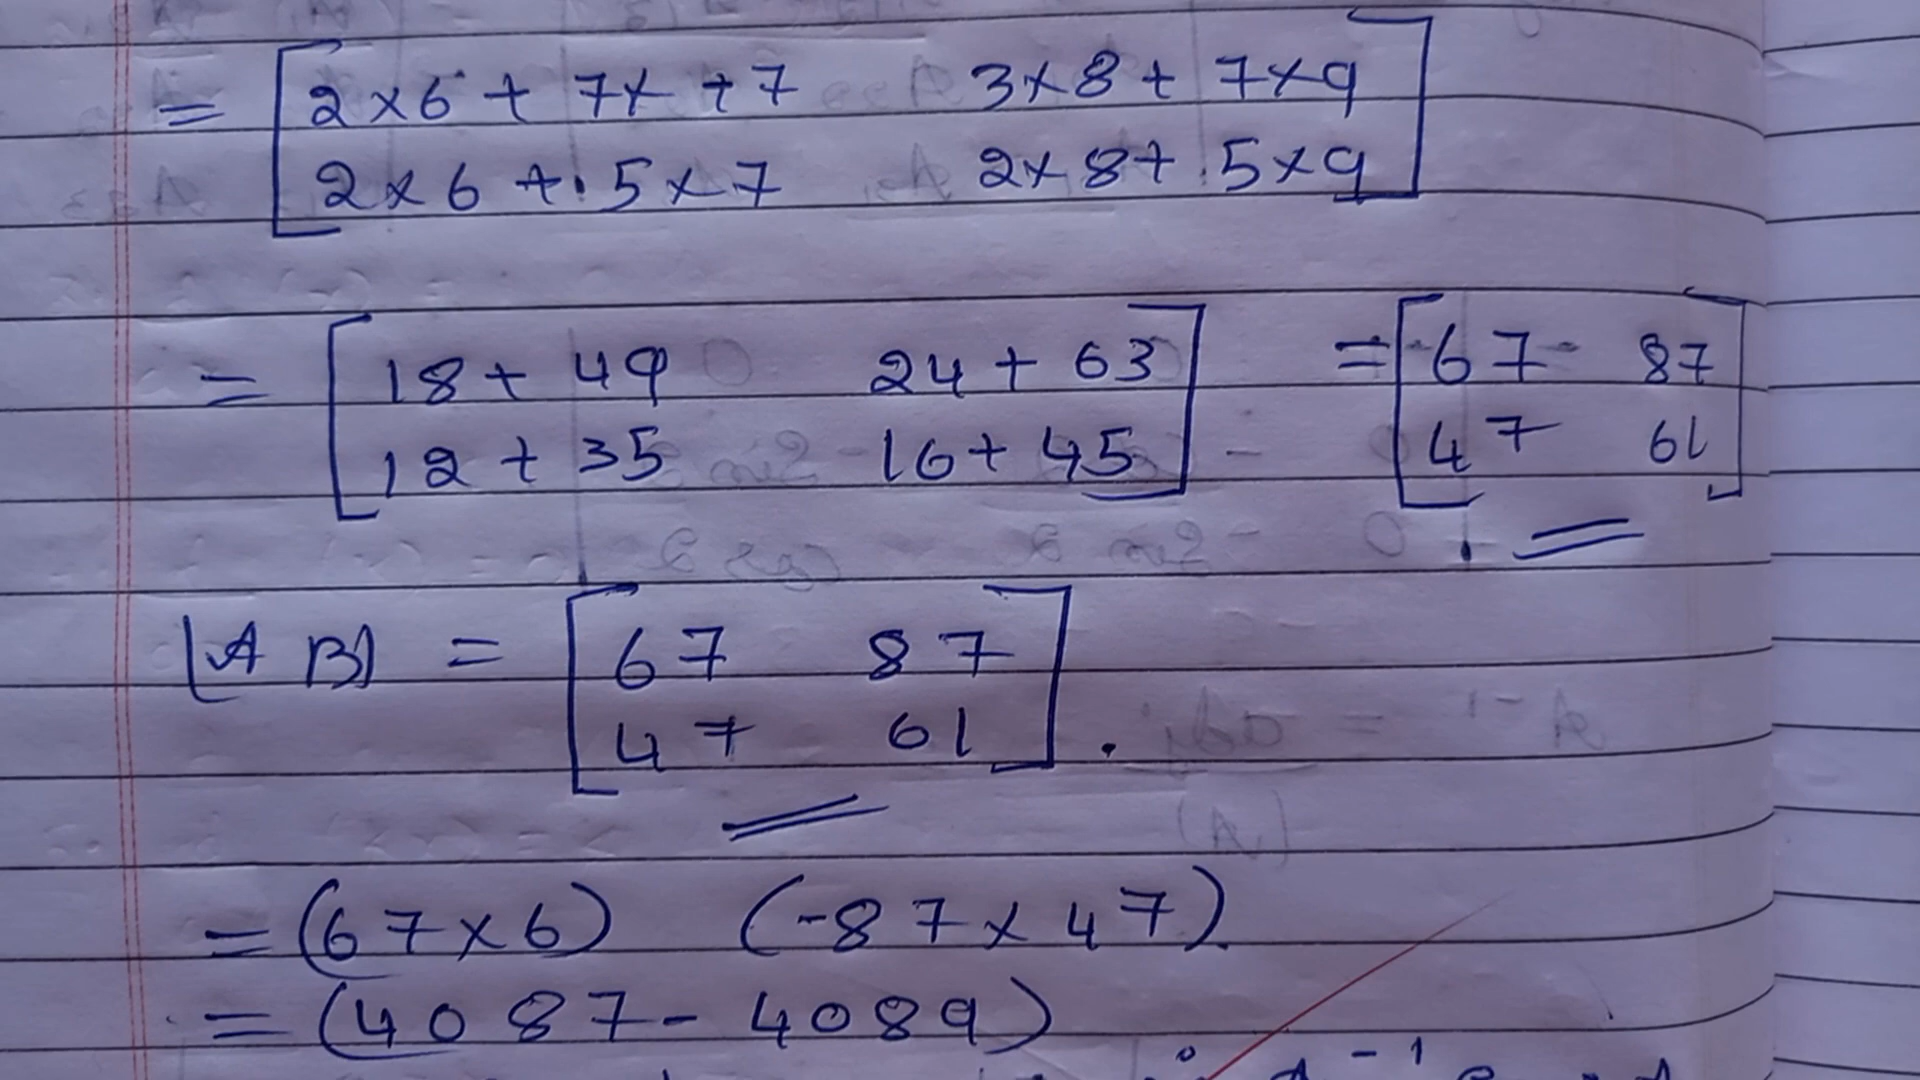 = [ 2×6 + 7× +7 3×8 + 7×9 ]
2×6 + . 5×7 2×8 + 5×9
= [ 18 + 49 24 + 63 ] = [ 67 87 ]
12 + 35 16 + 45 47 61
|AB| = [ 67 87 ]
47 61 .
= (67×6) (-87×47).
= (4087 - 4089)